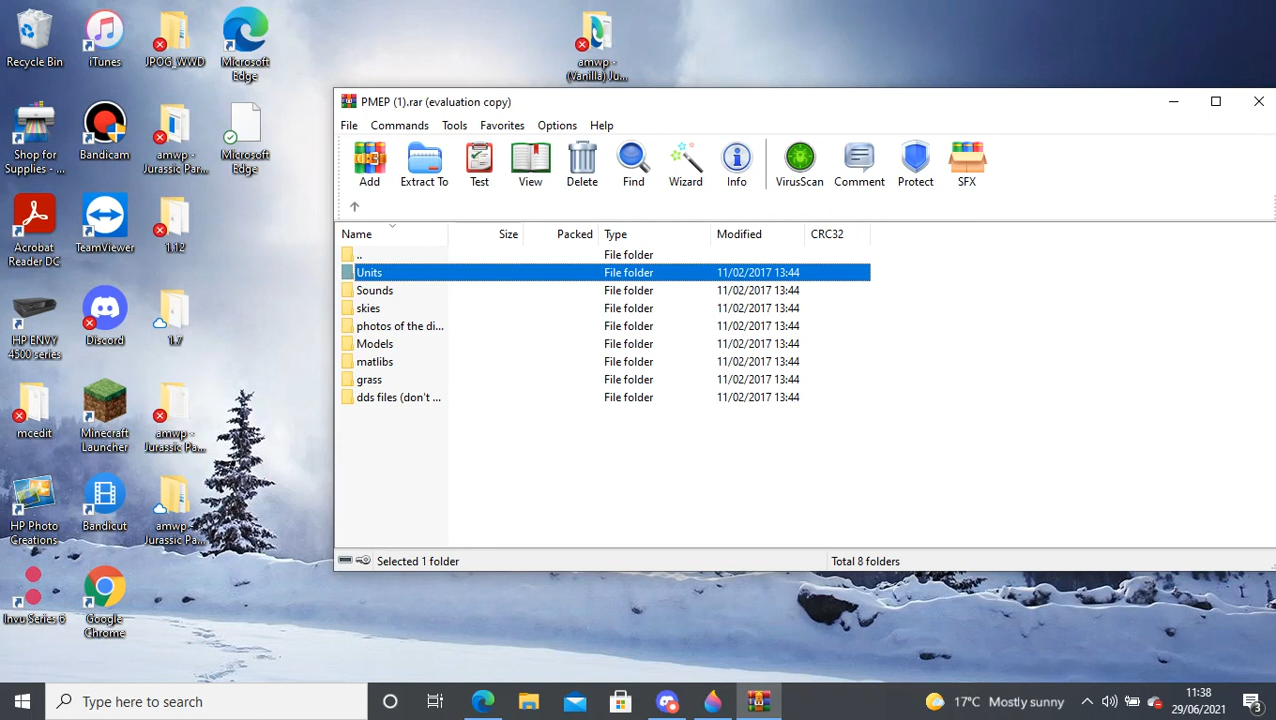 Recycle Bin
iTunes
JPOG_WWD
Microsoft
Edge
amwp -
(Vanilla) Ju...
Shop for
Supplies - ...
Bandicam
amwp -
Jurassic Par...
Microsoft
Edge
Acrobat
Reader DC
TeamViewer
1.12
HP ENVY
4500 series
Discord
1.7
mcedit
Minecraft
Launcher
amwp -
Jurassic Pa...
HP Photo
Creations
Bandicut
amwp -
Jurassic Pa...
Invu Series 6
Google
Chrome
PMEP (1).rar (evaluation copy)
File Commands Tools Favorites Options Help
Add Extract To Test View Delete Find Wizard Info VirusScan Comment Protect SFX
Name Size Packed Type Modified CRC32
.. File folder
Units File folder 11/02/2017 13:44
Sounds File folder 11/02/2017 13:44
skies File folder 11/02/2017 13:44
photos of the di... File folder 11/02/2017 13:44
Models File folder 11/02/2017 13:44
matlibs File folder 11/02/2017 13:44
grass File folder 11/02/2017 13:44
dds files (don't ... File folder 11/02/2017 13:44
Selected 1 folder Total 8 folders
Type here to search
17°C Mostly sunny
11:38
29/06/2021
3